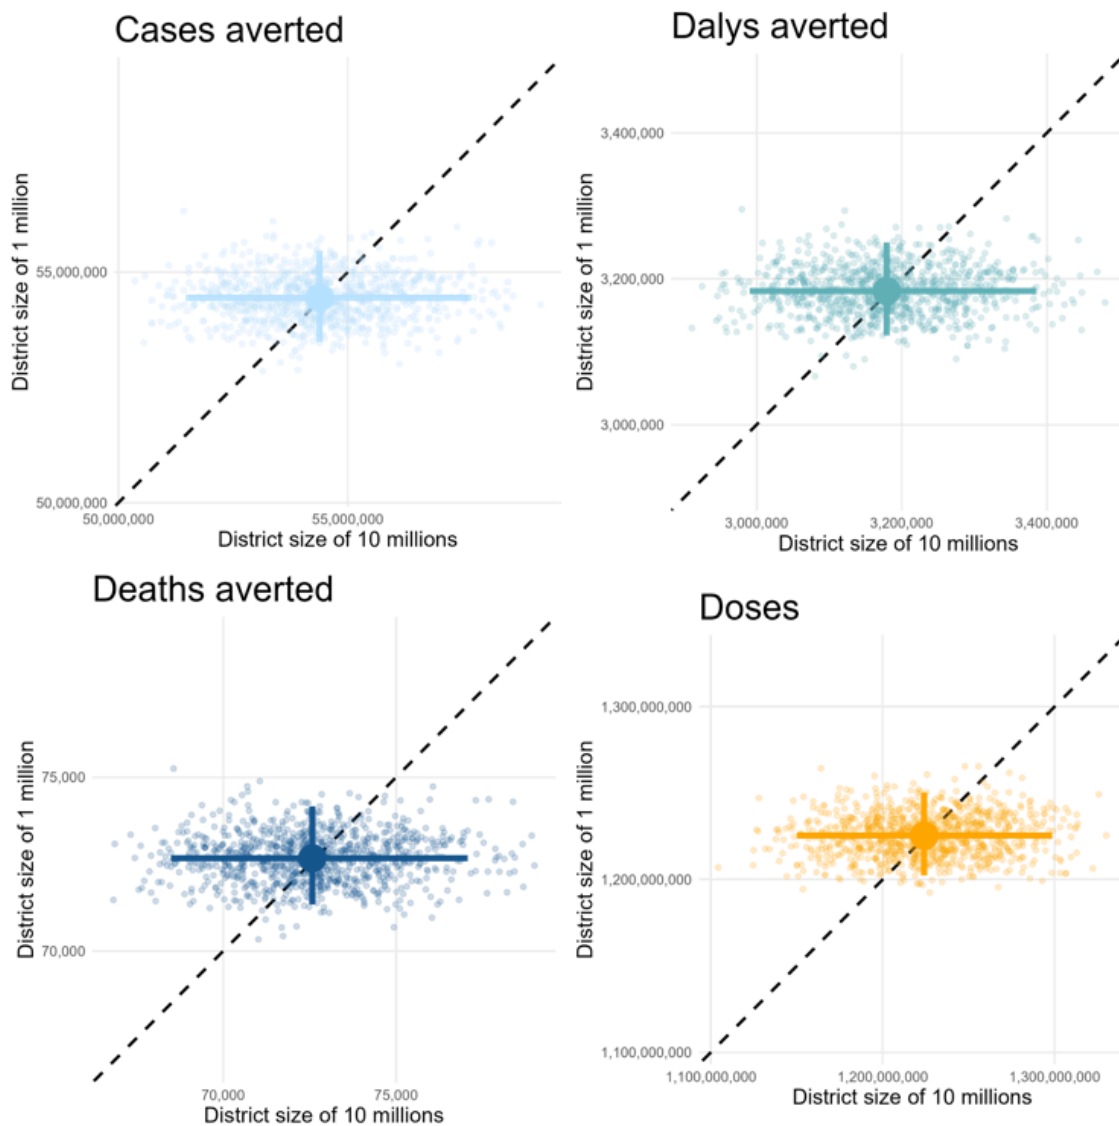 Cases averted
District size of 1 million
55,000,000
50,000,000
50,000,000
55,000,000
District size of 10 millions
Dalys averted
District size of 1 million
3,400,000
3,200,000
3,000,000
3,000,000
3,200,000
3,400,000
District size of 10 millions
Deaths averted
District size of 1 million
75,000
70,000
70,000
75,000
District size of 10 millions
Doses
District size of 1 million
1,300,000,000
1,200,000,000
1,100,000,000
1,100,000,000
1,200,000,000
1,300,000,000
District size of 10 millions